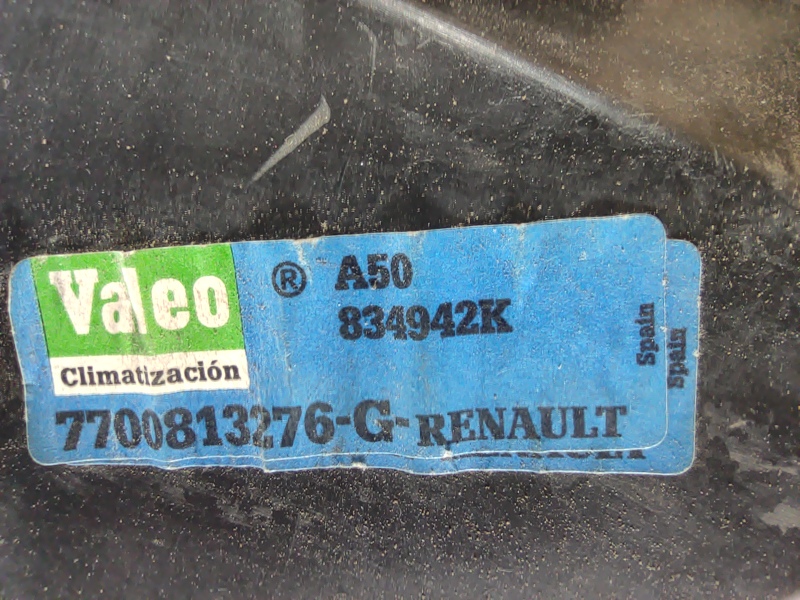 Valeo ® A50
834942K
Climatización
Spain
Spain
7700813276-G-RENAULT